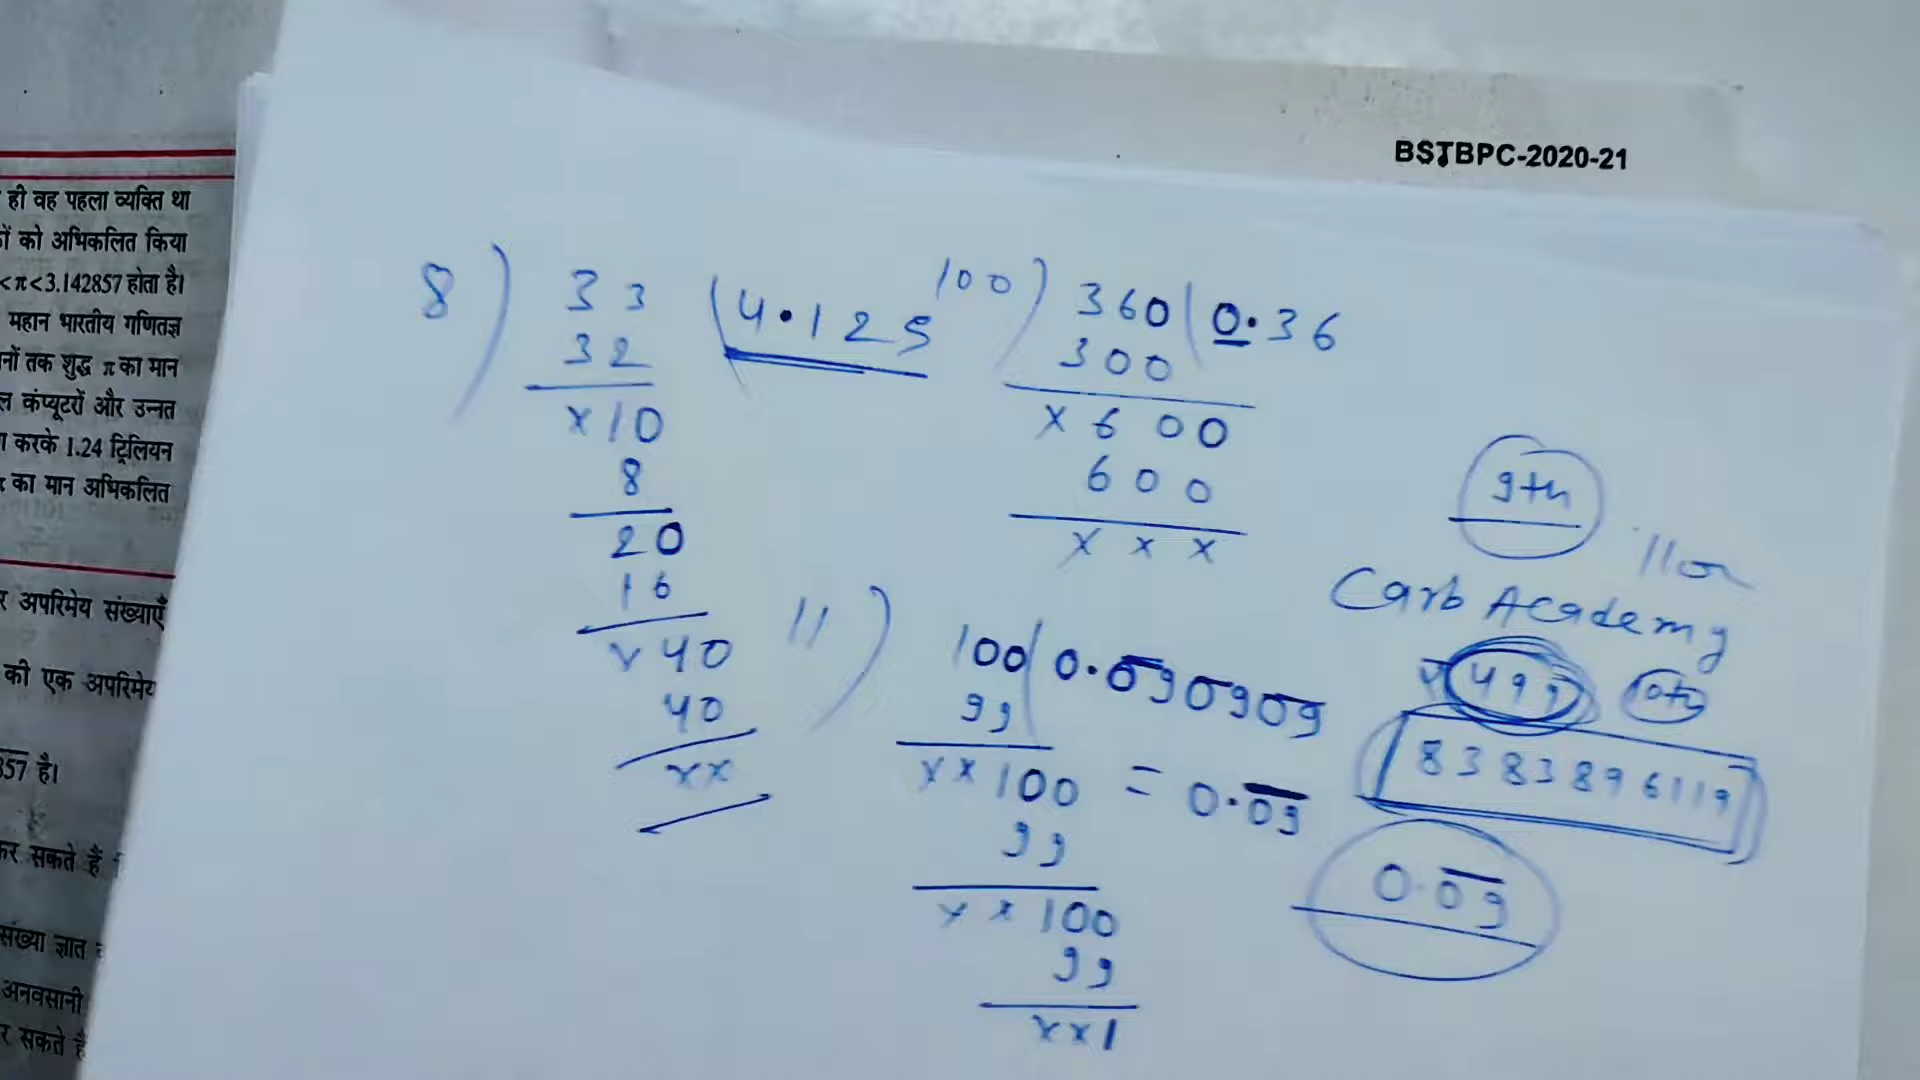 BSTBPC-2020-21
ही वह पहला व्यक्ति था
को अभिकलित किया
<π<3.142857 होता है।
महान भारतीय गणितज्ञ
तक शुद्ध π का मान
कंप्यूटरों और उन्नत
करके 1.24 ट्रिलियन
का मान अभिकलित
अपरिमेय संख्याएँ
की एक अपरिमेय
857 है।
कर सकते हैं
संख्या ज्ञात
अनवसानी
सकते हैं
8 ) 33 ( 4.125
32
x10
8
20
16
x40
40
xx
100 ) 360 ( 0.36
300
x600
600
x x x
11 ) 100 ( 0.090909
99
xx100 = 0.09
99
xx100
99
xx1
9th
Carb Academy
499 10th
8383896119
0.09